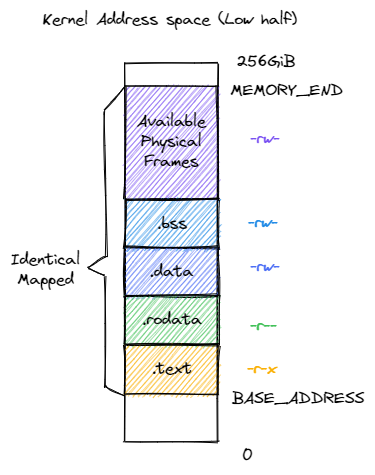 Kernel Address space (Low half)
256GiB
MEMORY_END
Available
Physical
Frames
-rw-
.bss
-rw-
.data
-rw-
Identical
Mapped
.rodata
-r--
.text
-r-x
BASE_ADDRESS
0